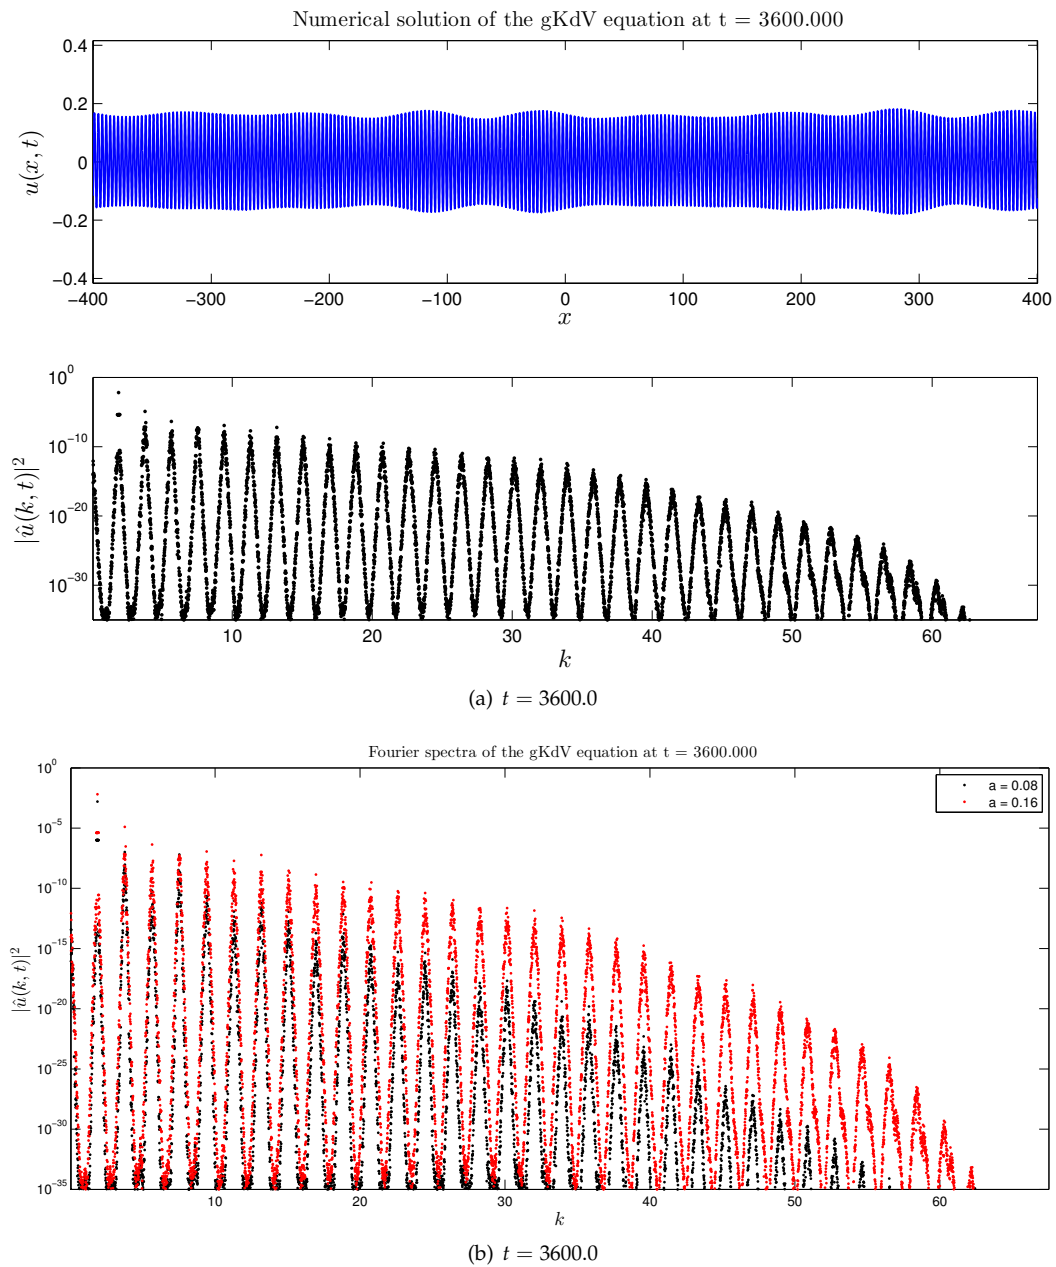 Numerical solution of the gKdV equation at t = 3600.000
0.4
0.2
0
−0.2
−0.4
u(x, t)
−400 −300 −200 −100 0 100 200 300 400
x
10^0
10^−10
10^−20
10^−30
|û(k, t)|^2
10 20 30 40 50 60
k
(a) t = 3600.0
Fourier spectra of the gKdV equation at t = 3600.000
a = 0.08
a = 0.16
10^0
10^−5
10^−10
10^−15
10^−20
10^−25
10^−30
10^−35
|û(k, t)|^2
10 20 30 40 50 60
k
(b) t = 3600.0